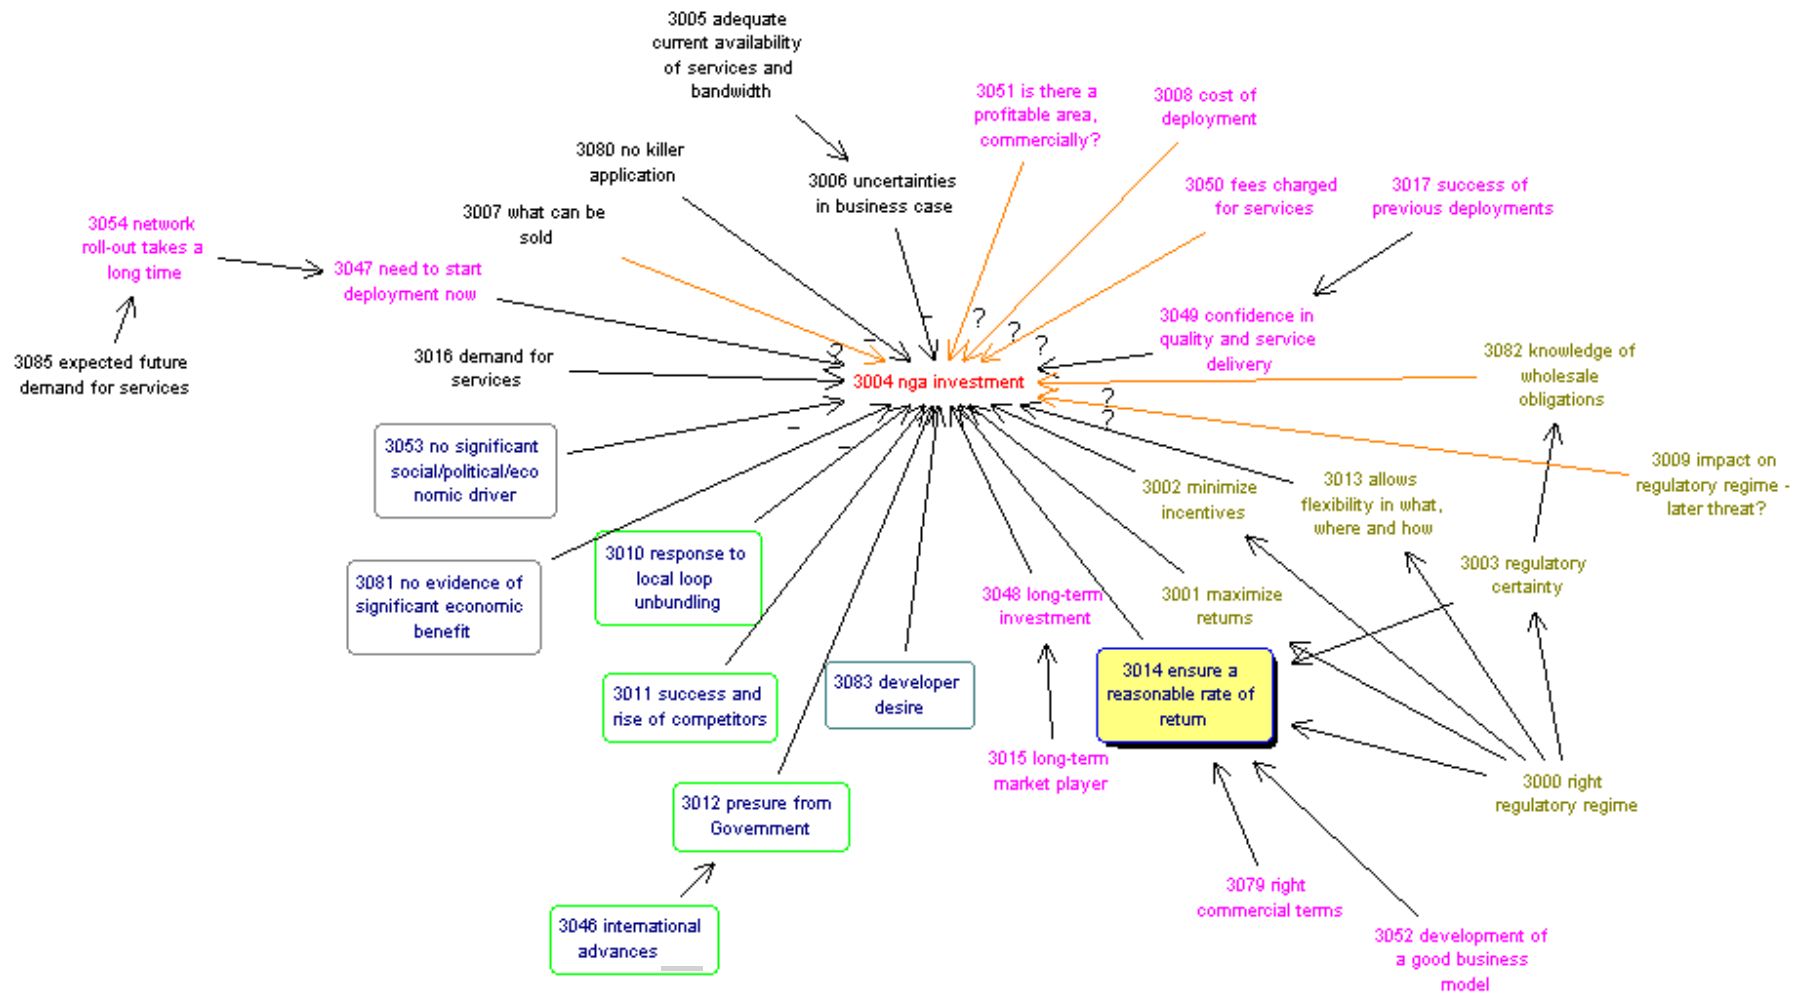 3005 adequate
current availability
of services and
bandwidth
3051 is there a
profitable area,
commercially?
3008 cost of
deployment
3080 no killer
application
3006 uncertainties
in business case
3050 fees charged
for services
3017 success of
previous deployments
3007 what can be
sold
3054 network
roll-out takes a
long time
3047 need to start
deployment now
3049 confidence in
quality and service
delivery
3085 expected future
demand for services
3016 demand for
services
3004 nga investment
-
-
?
?
?
?
?
?
-
-
3082 knowledge of
wholesale
obligations
3053 no significant
social/political/eco
nomic driver
3009 impact on
regulatory regime -
later threat?
3002 minimize
incentives
3013 allows
flexibility in what,
where and how
3010 response to
local loop
unbundling
3081 no evidence of
significant economic
benefit
3048 long-term
investment
3001 maximize
returns
3003 regulatory
certainty
3011 success and
rise of competitors
3083 developer
desire
3014 ensure a
reasonable rate of
return
3015 long-term
market player
3000 right
regulatory regime
3012 presure from
Government
3079 right
commercial terms
3046 international
advances
3052 development of
a good business
model